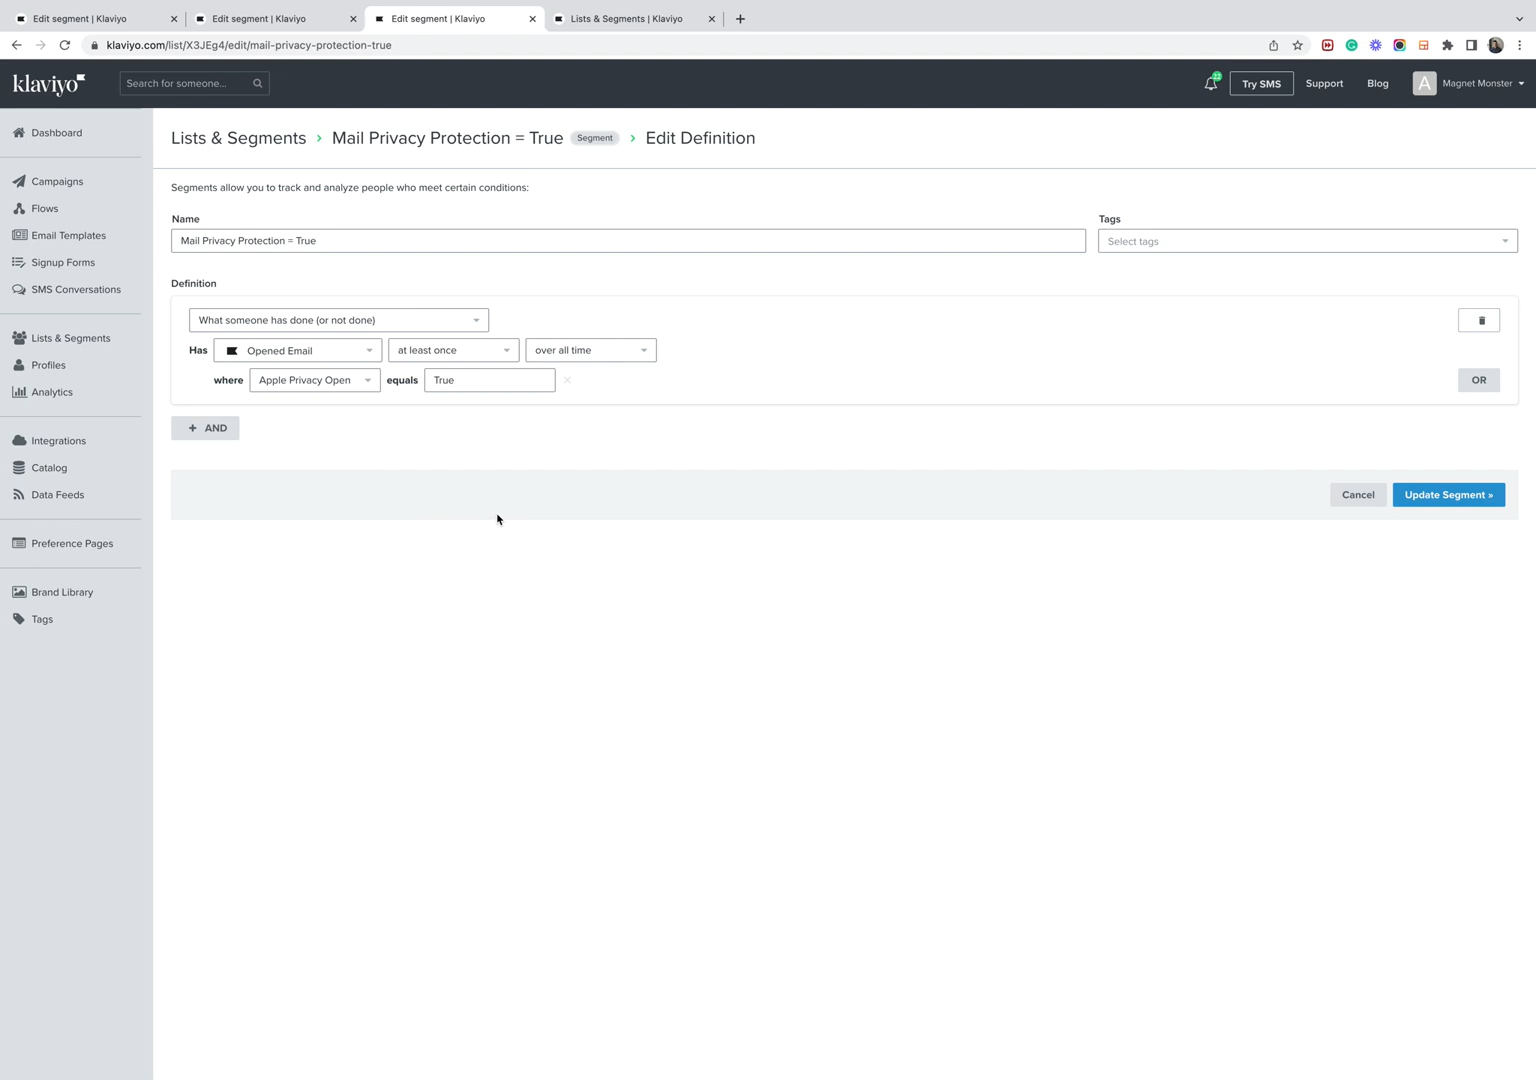 Edit segment | Klaviyo
Edit segment | Klaviyo
Edit segment | Klaviyo
Lists & Segments | Klaviyo
klaviyo.com/list/X3JEg4/edit/mail-privacy-protection-true
klaviyo
Search for someone...
22
Try SMS
Support
Blog
A
Magnet Monster
Dashboard
Campaigns
Flows
Email Templates
Signup Forms
SMS Conversations
Lists & Segments
Profiles
Analytics
Integrations
Catalog
Data Feeds
Preference Pages
Brand Library
Tags
Lists & Segments › Mail Privacy Protection = True Segment › Edit Definition
Segments allow you to track and analyze people who meet certain conditions:
Name
Tags
Mail Privacy Protection = True
Select tags
Definition
What someone has done (or not done)
Has Opened Email at least once over all time
where Apple Privacy Open equals True
OR
+ AND
Cancel
Update Segment »